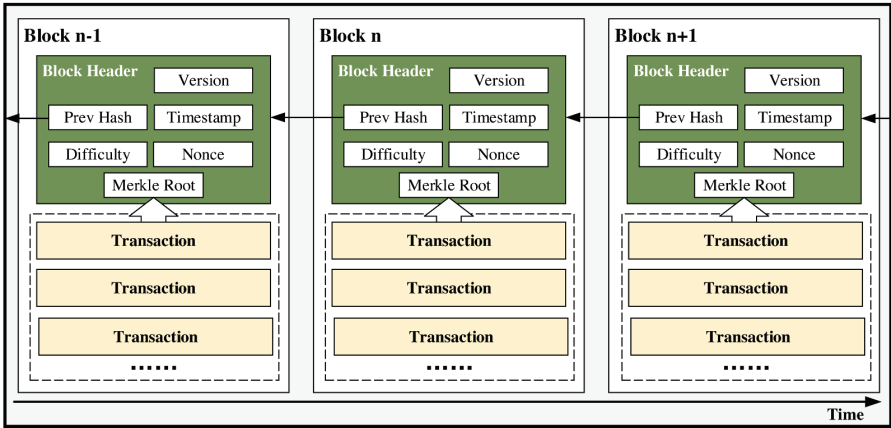 Block n-1
Block Header
Version
Prev Hash
Timestamp
Difficulty
Nonce
Merkle Root
Transaction
Transaction
Transaction
......
Block n
Block Header
Version
Prev Hash
Timestamp
Difficulty
Nonce
Merkle Root
Transaction
Transaction
Transaction
......
Block n+1
Block Header
Version
Prev Hash
Timestamp
Difficulty
Nonce
Merkle Root
Transaction
Transaction
Transaction
......
Time